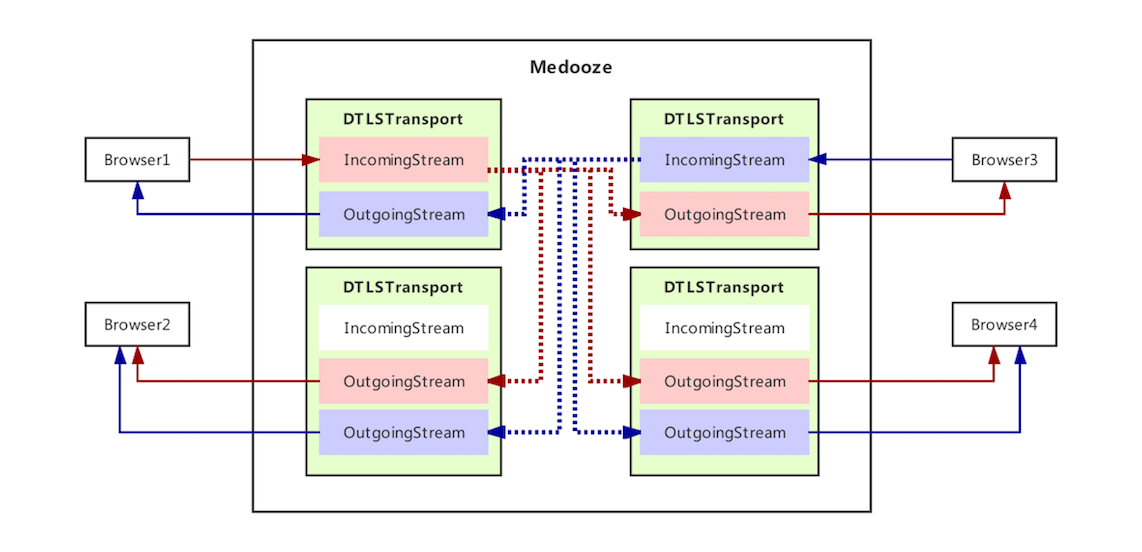 Medooze
DTLSTransport
DTLSTransport
Browser1
IncomingStream
IncomingStream
Browser3
OutgoingStream
OutgoingStream
DTLSTransport
DTLSTransport
Browser2
IncomingStream
IncomingStream
Browser4
OutgoingStream
OutgoingStream
OutgoingStream
OutgoingStream